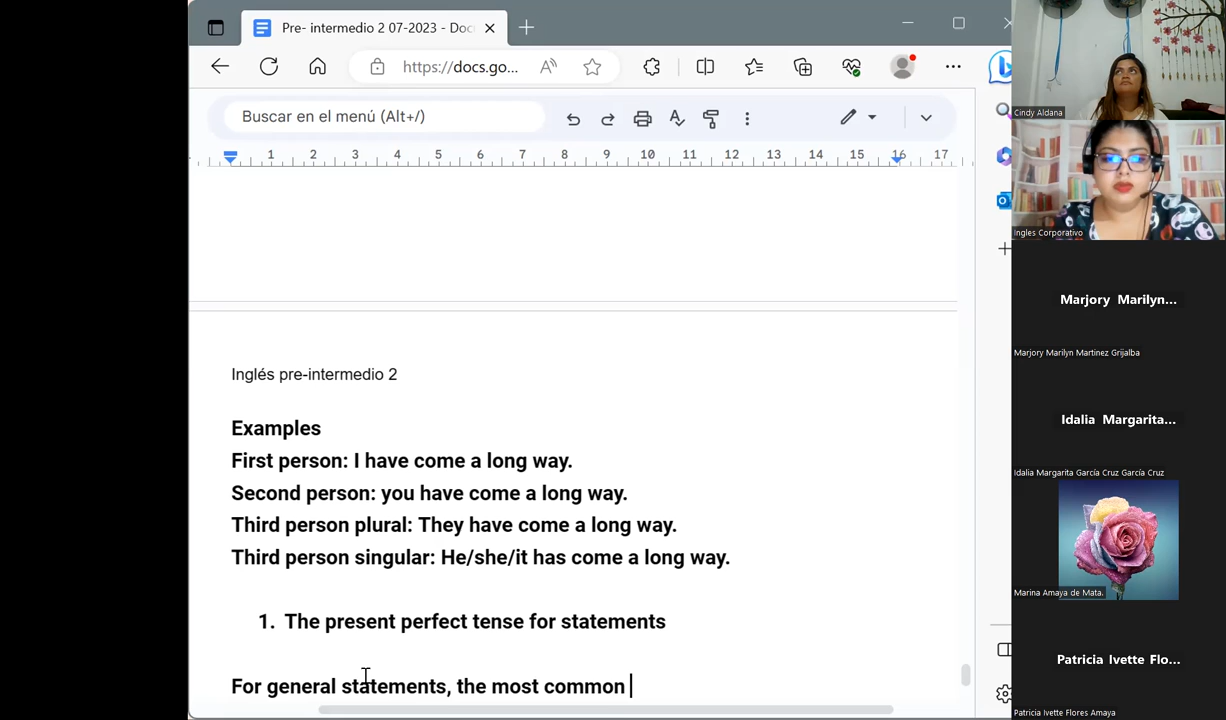 Pre- intermedio 2 07-2023 - Doc
https://docs.go...
Buscar en el menú (Alt+/)
1 2 3 4 5 6 7 8 9 10 11 12 13 14 15 16 17
Inglés pre-intermedio 2
Examples
First person: I have come a long way.
Second person: you have come a long way.
Third person plural: They have come a long way.
Third person singular: He/she/it has come a long way.
1. The present perfect tense for statements
For general statements, the most common
Cindy Aldana
Ingles Corporativo
Marjory Marilyn...
Marjory Marilyn Martinez Grijalba
Idalia Margarita...
Idalia Margarita García Cruz García Cruz
Marina Amaya de Mata.
Patricia Ivette Flo...
Patricia Ivette Flores Amaya